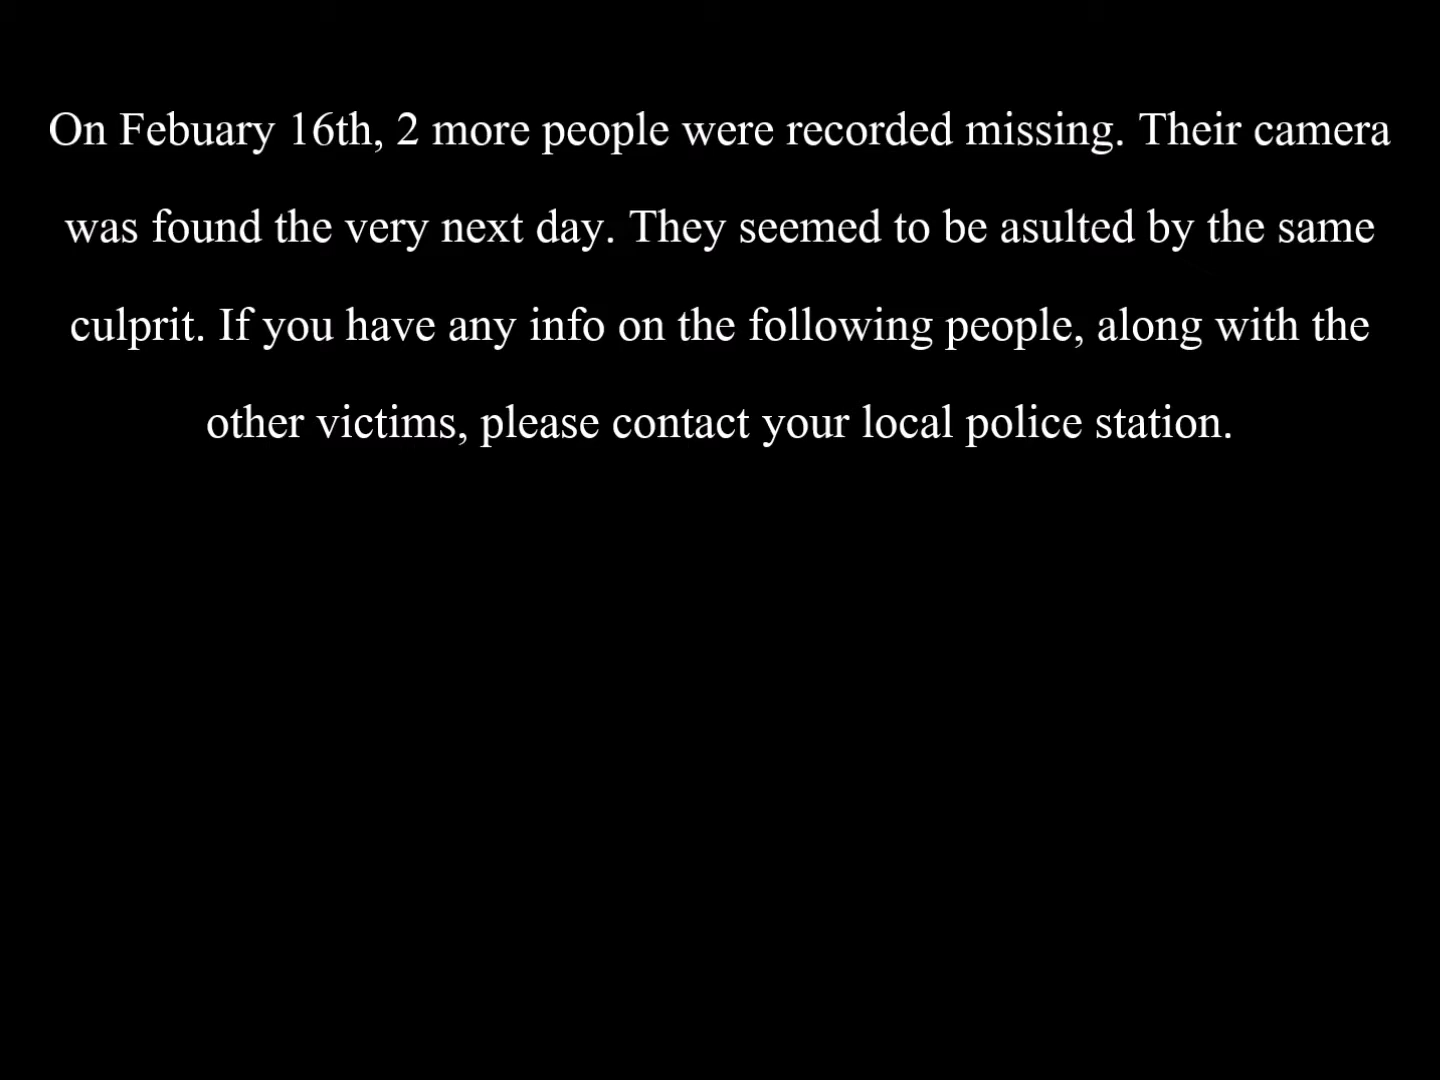 On Febuary 16th, 2 more people were recorded missing. Their camera
was found the very next day. They seemed to be asulted by the same
culprit. If you have any info on the following people, along with the
other victims, please contact your local police station.